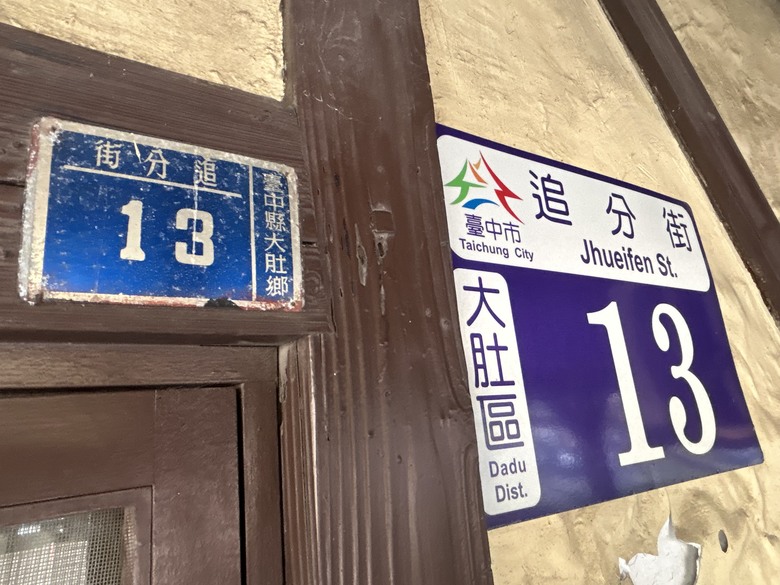 追分街
13
臺中縣大肚鄉
臺中市
Taichung City
追分街
Jhueifen St.
大肚區
Dadu
Dist.
13